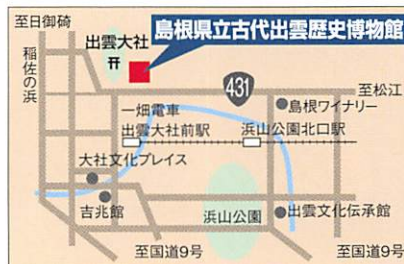 至日御碕
稲佐の浜
出雲大社
島根県立古代出雲歴史博物館
431
至松江
一畑電車
出雲大社前駅
浜山公園北口駅
島根ワイナリー
大社文化プレイス
吉兆館
浜山公園
出雲文化伝承館
至国道9号
至国道9号